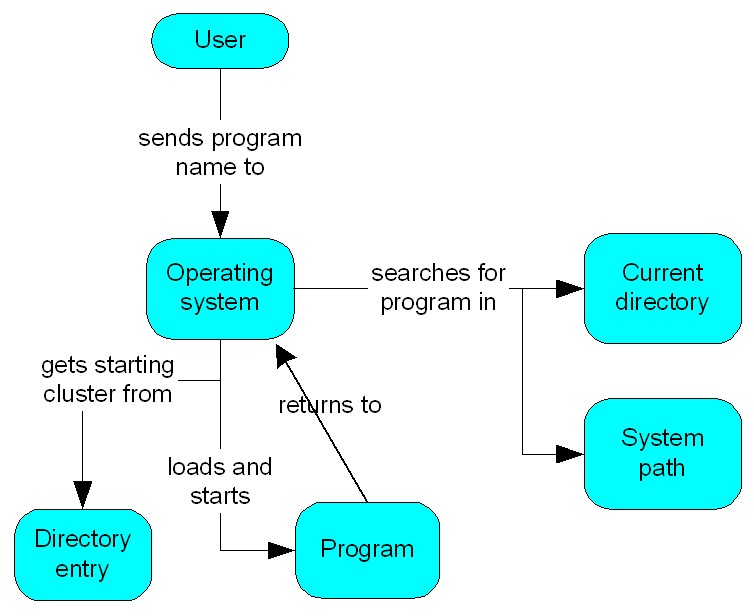 User
sends program
name to
Operating
system
searches for
program in
Current
directory
gets starting
cluster from
returns to
System
path
loads and
starts
Directory
entry
Program